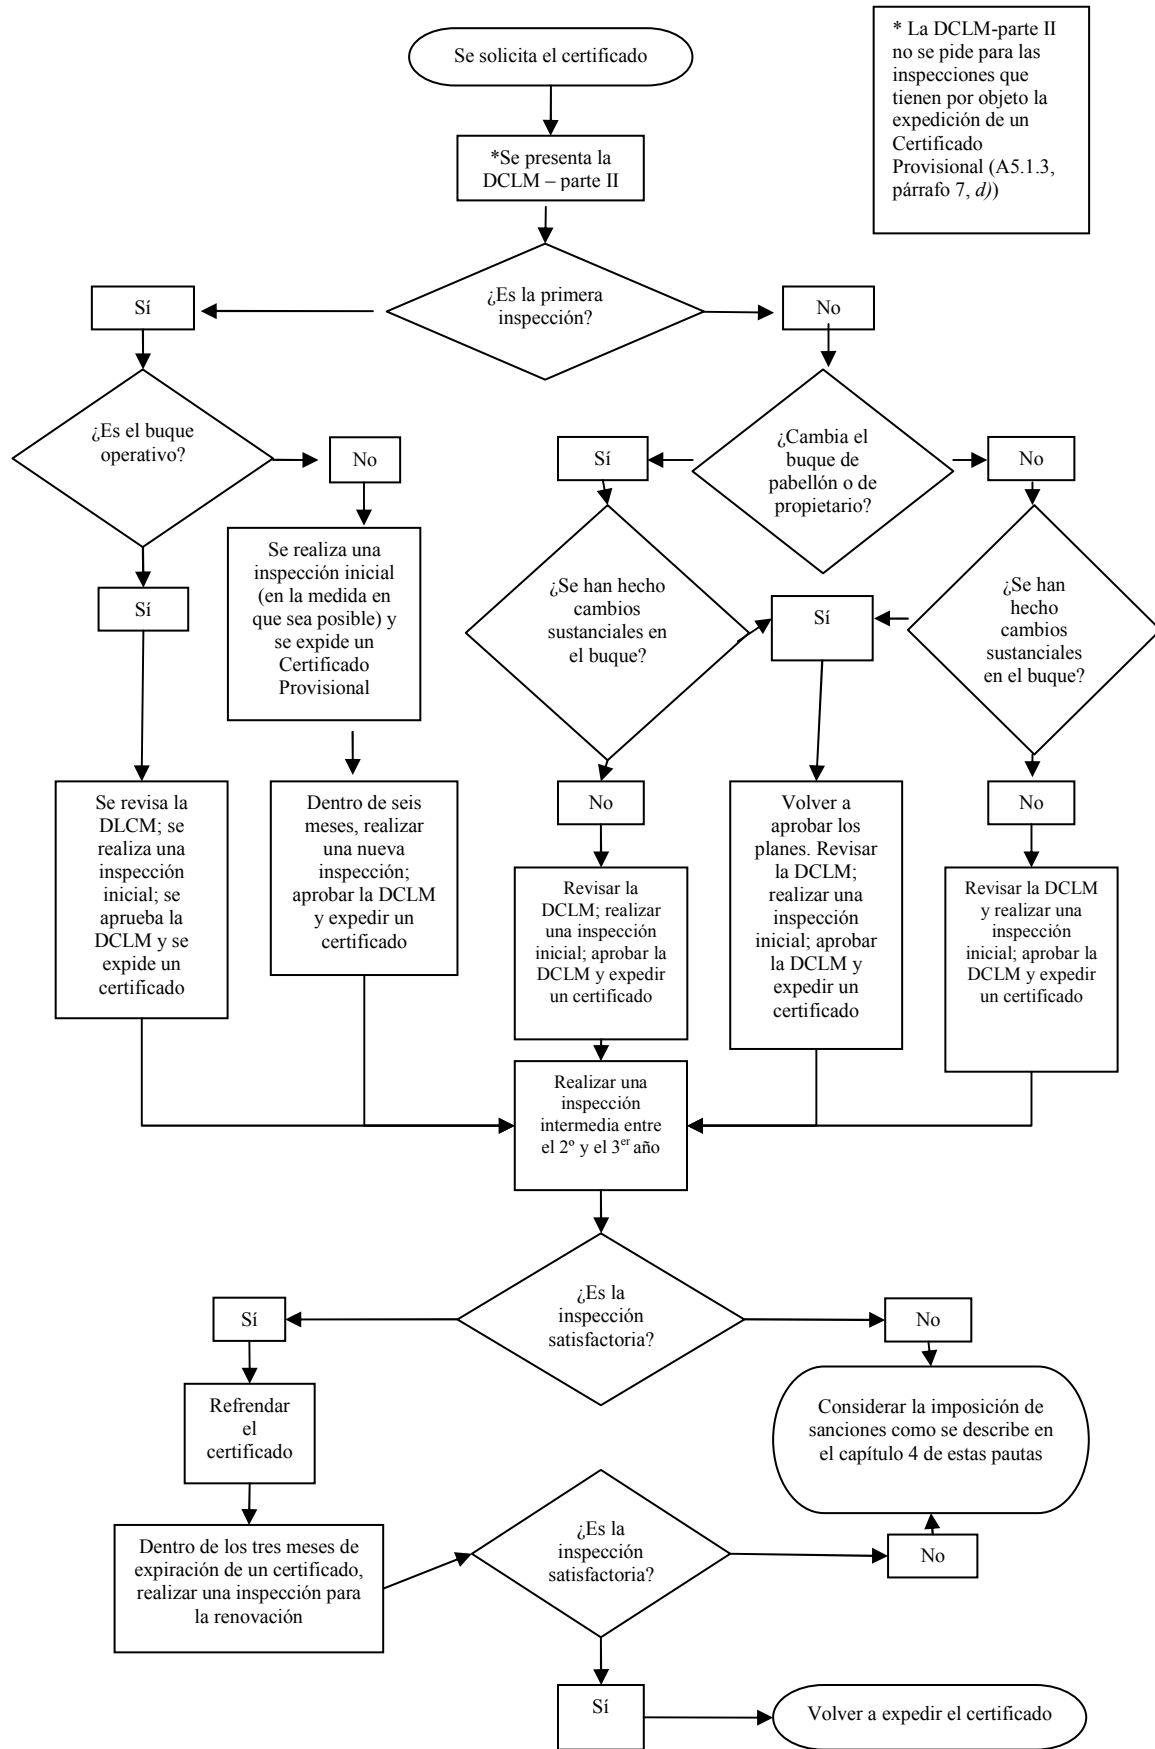 Se solicita el certificado
* La DCLM-parte II
no se pide para las
inspecciones que
tienen por objeto la
expedición de un
Certificado
Provisional (A5.1.3,
párrafo 7, d))
*Se presenta la
DCLM – parte II
¿Es la primera
inspección?
Sí
No
¿Es el buque
operativo?
No
Sí
¿Cambia el
buque de
pabellón o de
propietario?
Sí
No
Se realiza una
inspección inicial
(en la medida en
que sea posible) y
se expide un
Certificado
Provisional
¿Se han hecho
cambios
sustanciales en
el buque?
Sí
¿Se han
hecho
cambios
sustanciales
en el buque?
Se revisa la
DLCM; se
realiza una
inspección
inicial; se
aprueba la
DCLM y se
expide un
certificado
Dentro de seis
meses, realizar
una nueva
inspección;
aprobar la DCLM
y expedir un
certificado
No
Revisar la
DCLM; realizar
una inspección
inicial; aprobar la
DCLM y expedir
un certificado
Volver a
aprobar los
planes. Revisar
la DCLM;
realizar una
inspección
inicial; aprobar
la DCLM y
expedir un
certificado
No
Revisar la DCLM
y realizar una
inspección
inicial; aprobar la
DCLM y expedir
un certificado
Realizar una
inspección
intermedia entre
el 2º y el 3er año
¿Es la
inspección
satisfactoria?
Sí
No
Refrendar
el
certificado
Considerar la imposición de
sanciones como se describe en
el capítulo 4 de estas pautas
Dentro de los tres meses de
expiración de un certificado,
realizar una inspección para
la renovación
¿Es la
inspección
satisfactoria?
No
Sí
Volver a expedir el certificado